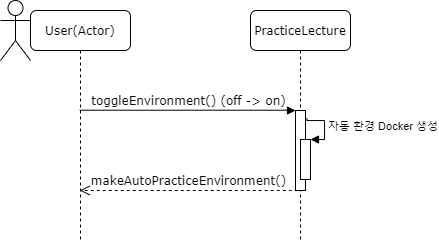 User(Actor)
PracticeLecture
toggleEnvironment() (off -> on)
자동 환경 Docker 생성
makeAutoPracticeEnvironment()